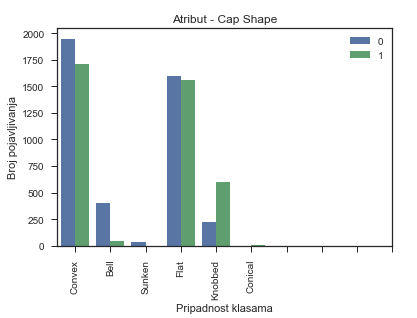 Atribut - Cap Shape
0
1
2000
1750
1500
1250
1000
750
500
250
0
Broj pojavljivanja
Convex
Bell
Sunken
Flat
Knobbed
Conical
Pripadnost klasama